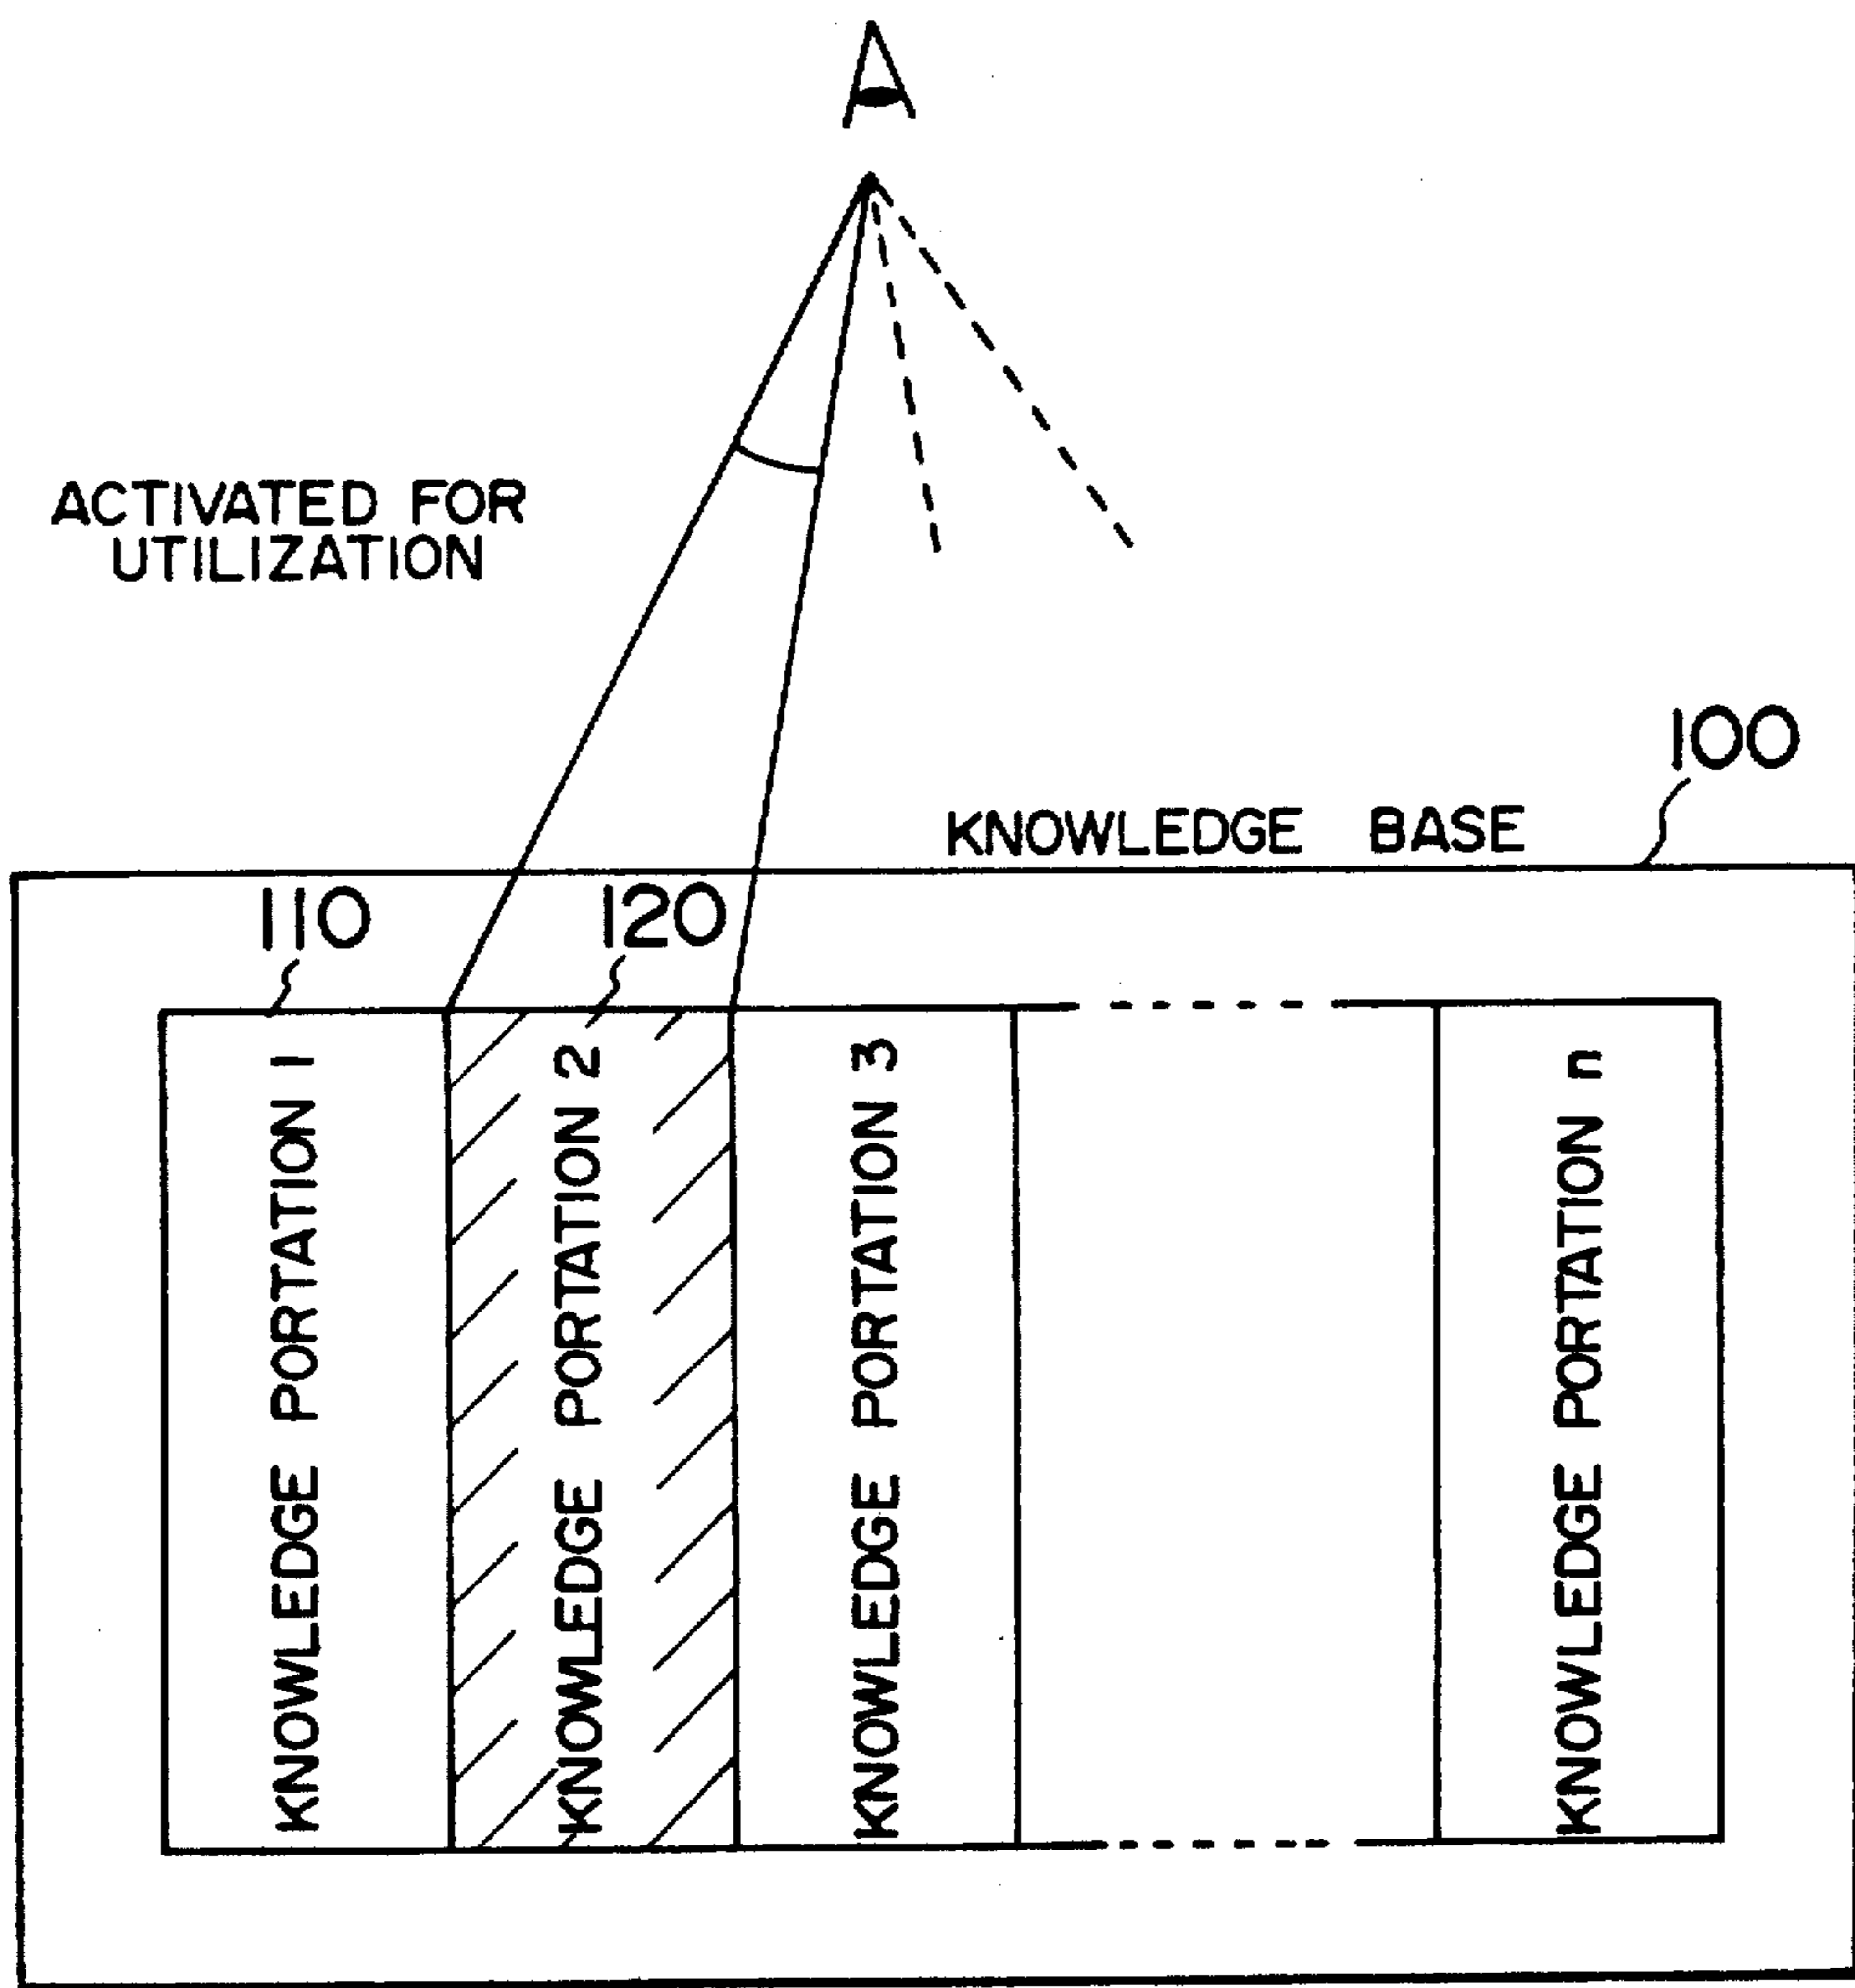 ACTIVATED FOR
UTILIZATION
100
KNOWLEDGE BASE
110
120
KNOWLEDGE PORTATION 1
KNOWLEDGE PORTATION 2
KNOWLEDGE PORTATION 3
KNOWLEDGE PORTATION n